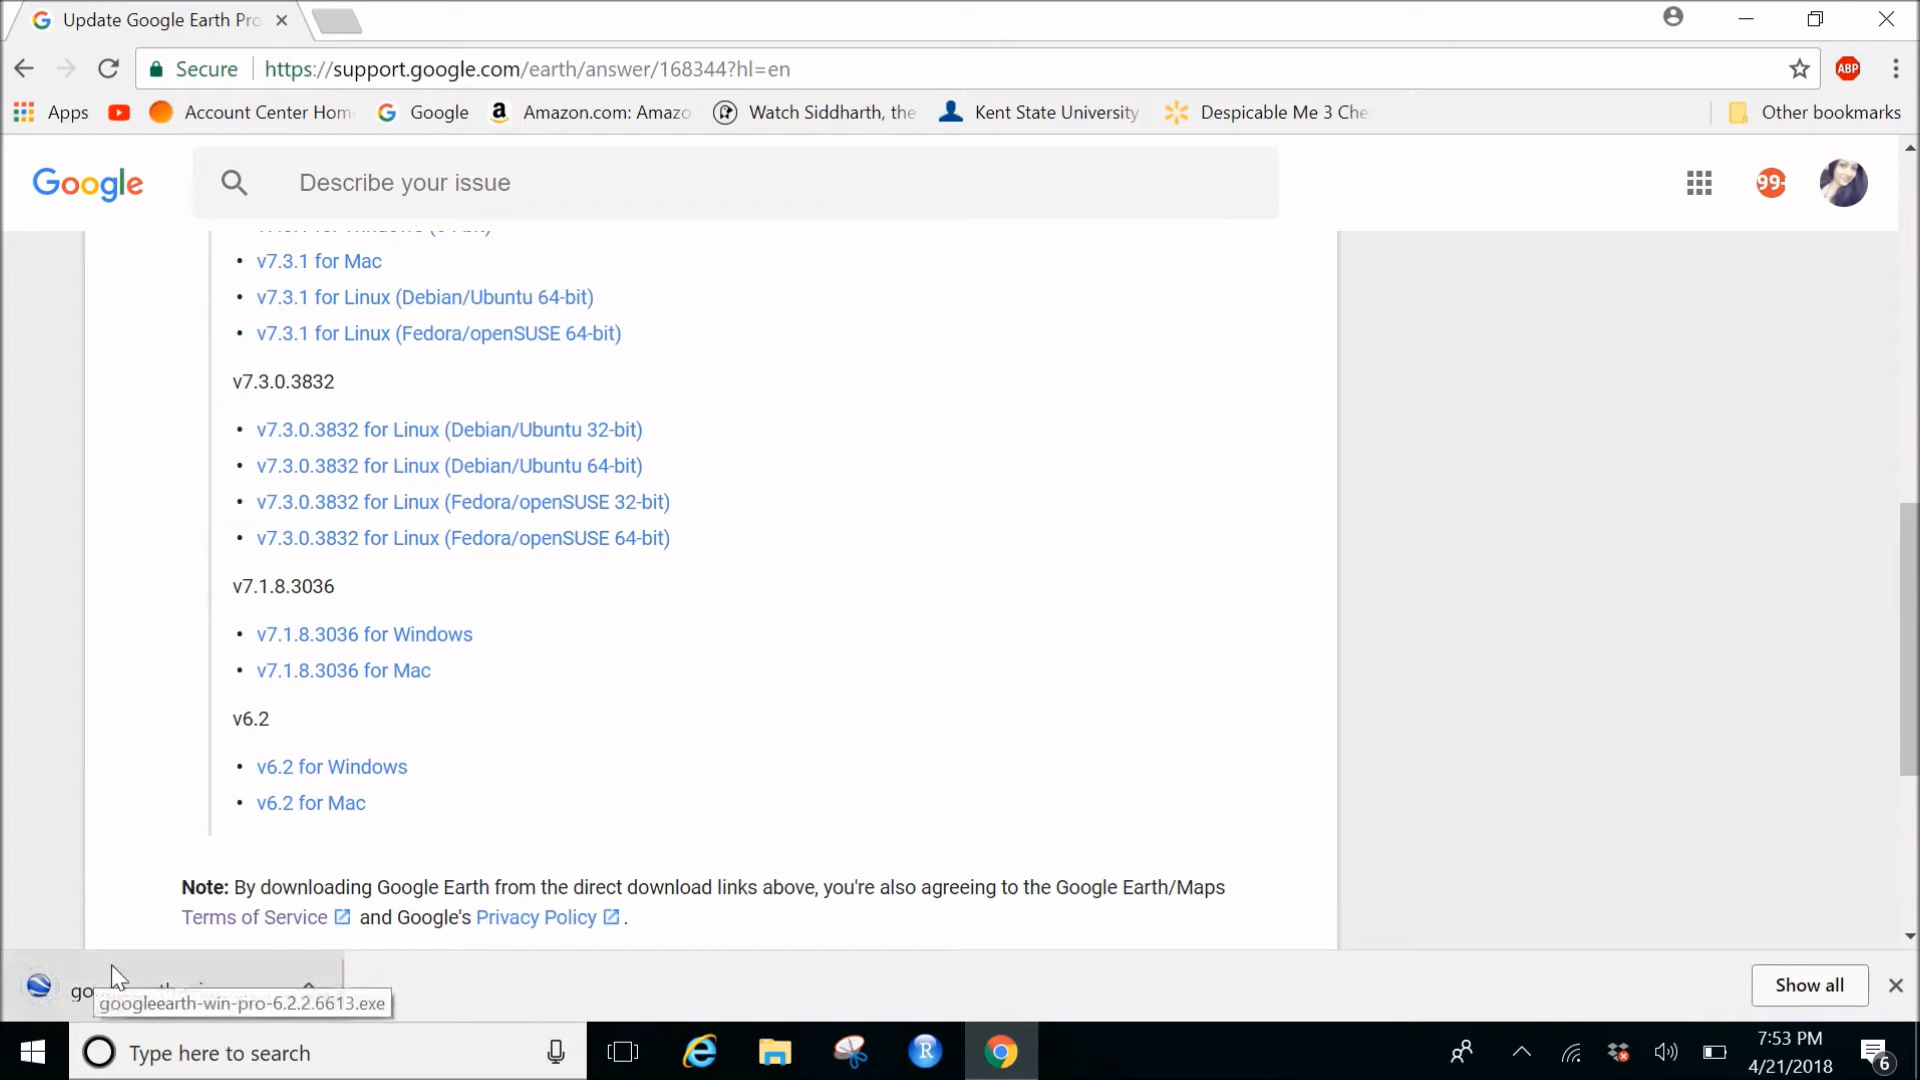 Update Google Earth Pro
Secure https://support.google.com/earth/answer/168344?hl=en
ABP
Apps Account Center Hom Google Amazon.com: Amazo Watch Siddharth, the Kent State University Despicable Me 3 Che Other bookmarks
Google Describe your issue 99+
• v7.3.1 for Mac
• v7.3.1 for Linux (Debian/Ubuntu 64-bit)
• v7.3.1 for Linux (Fedora/openSUSE 64-bit)
v7.3.0.3832
• v7.3.0.3832 for Linux (Debian/Ubuntu 32-bit)
• v7.3.0.3832 for Linux (Debian/Ubuntu 64-bit)
• v7.3.0.3832 for Linux (Fedora/openSUSE 32-bit)
• v7.3.0.3832 for Linux (Fedora/openSUSE 64-bit)
v7.1.8.3036
• v7.1.8.3036 for Windows
• v7.1.8.3036 for Mac
v6.2
• v6.2 for Windows
• v6.2 for Mac
Note: By downloading Google Earth from the direct download links above, you're also agreeing to the Google Earth/Maps
Terms of Service and Google's Privacy Policy .
googleearth-win-pro-6.2.2.6613.exe
Show all
Type here to search
R
7:53 PM
4/21/2018
6